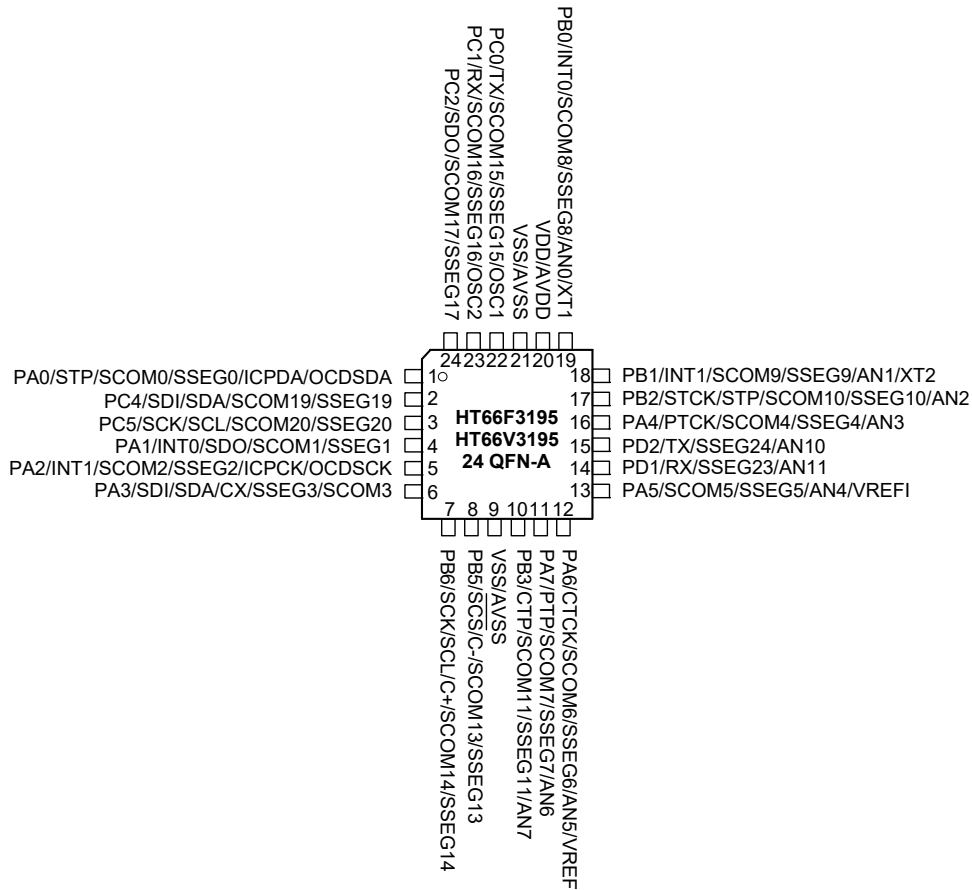 PC2/SDO/SCOM17/SSEG17
PC1/RX/SCOM16/SSEG16/OSC2
PC0/TX/SCOM15/SSEG15/OSC1
VSS/AVSS
VDD/AVDD
PB0/INT0/SCOM8/SSEG8/AN0/XT1
24 23 22 21 20 19
PA0/STP/SCOM0/SSEG0/ICPDA/OCDSDA 1
PC4/SDI/SDA/SCOM19/SSEG19 2
PC5/SCK/SCL/SCOM20/SSEG20 3
PA1/INT0/SDO/SCOM1/SSEG1 4
PA2/INT1/SCOM2/SSEG2/ICPCK/OCDSCK 5
PA3/SDI/SDA/CX/SSEG3/SCOM3 6
HT66F3195
HT66V3195
24 QFN-A
18 PB1/INT1/SCOM9/SSEG9/AN1/XT2
17 PB2/STCK/STP/SCOM10/SSEG10/AN2
16 PA4/PTCK/SCOM4/SSEG4/AN3
15 PD2/TX/SSEG24/AN10
14 PD1/RX/SSEG23/AN11
13 PA5/SCOM5/SSEG5/AN4/VREFI
7 8 9 10 11 12
PB6/SCK/SCL/C+/SCOM14/SSEG14
PB5/SCS/C-/SCOM13/SSEG13
VSS/AVSS
PB3/CTP/SCOM11/SSEG11/AN7
PA7/PTP/SCOM7/SSEG7/AN6
PA6/CTCK/SCOM6/SSEG6/AN5/VREF